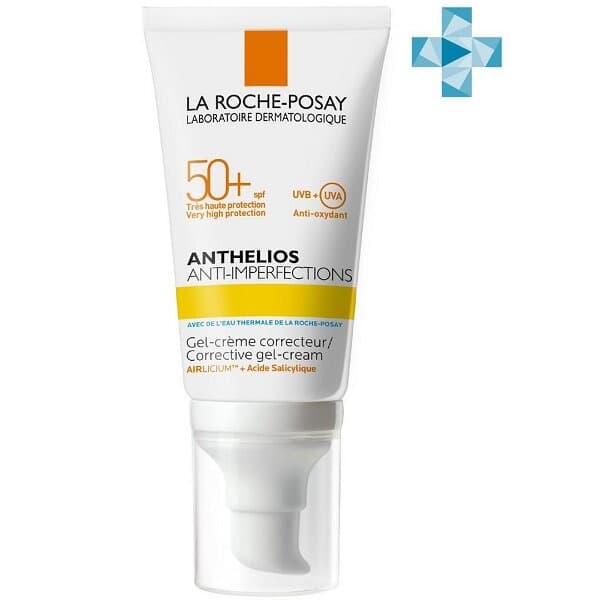 LA ROCHE-POSAY
LABORATOIRE DERMATOLOGIQUE
50+ spf
Très haute protection
Very high protection
UVB + UVA
Anti-oxydant
ANTHELIOS
ANTI-IMPERFECTIONS
AVEC DE L'EAU THERMALE DE LA ROCHE-POSAY
Gel-crème correcteur/
Corrective gel-cream
AIRLICIUM™ + Acide Salicylique